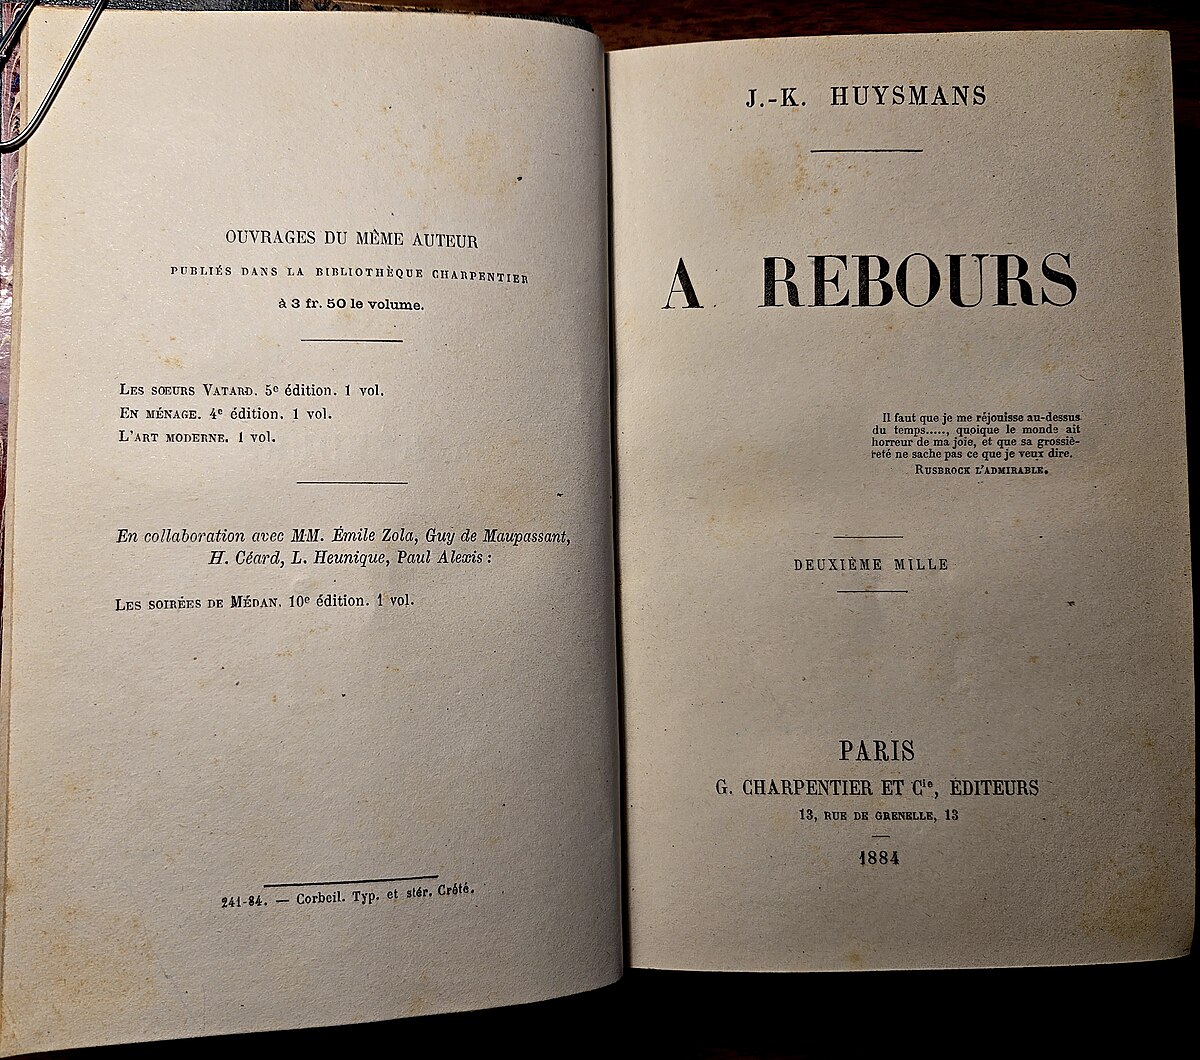 OUVRAGES DU MÊME AUTEUR
PUBLIÉS DANS LA BIBLIOTHÈQUE CHARPENTIER
à 3 fr. 50 le volume.
LES SŒURS VATARD. 5e édition. 1 vol.
EN MÉNAGE. 4e édition. 1 vol.
L'ART MODERNE. 1 vol.
En collaboration avec MM. Émile Zola, Guy de Maupassant,
H. Céard, L. Heunique, Paul Alexis :
LES SOIRÉES DE MÉDAN. 10e édition. 1 vol.
241-84. — Corbeil. Typ. et stér. Crété.
J.-K. HUYSMANS
A REBOURS
Il faut que je me réjouisse au-dessus
du temps....., quoique le monde ait
horreur de ma joie, et que sa grossiè-
reté ne sache pas ce que je veux dire.
RUSBROCK L'ADMIRABLE.
DEUXIÈME MILLE
PARIS
G. CHARPENTIER ET Cie, ÉDITEURS
13, RUE DE GRENELLE, 13
1884